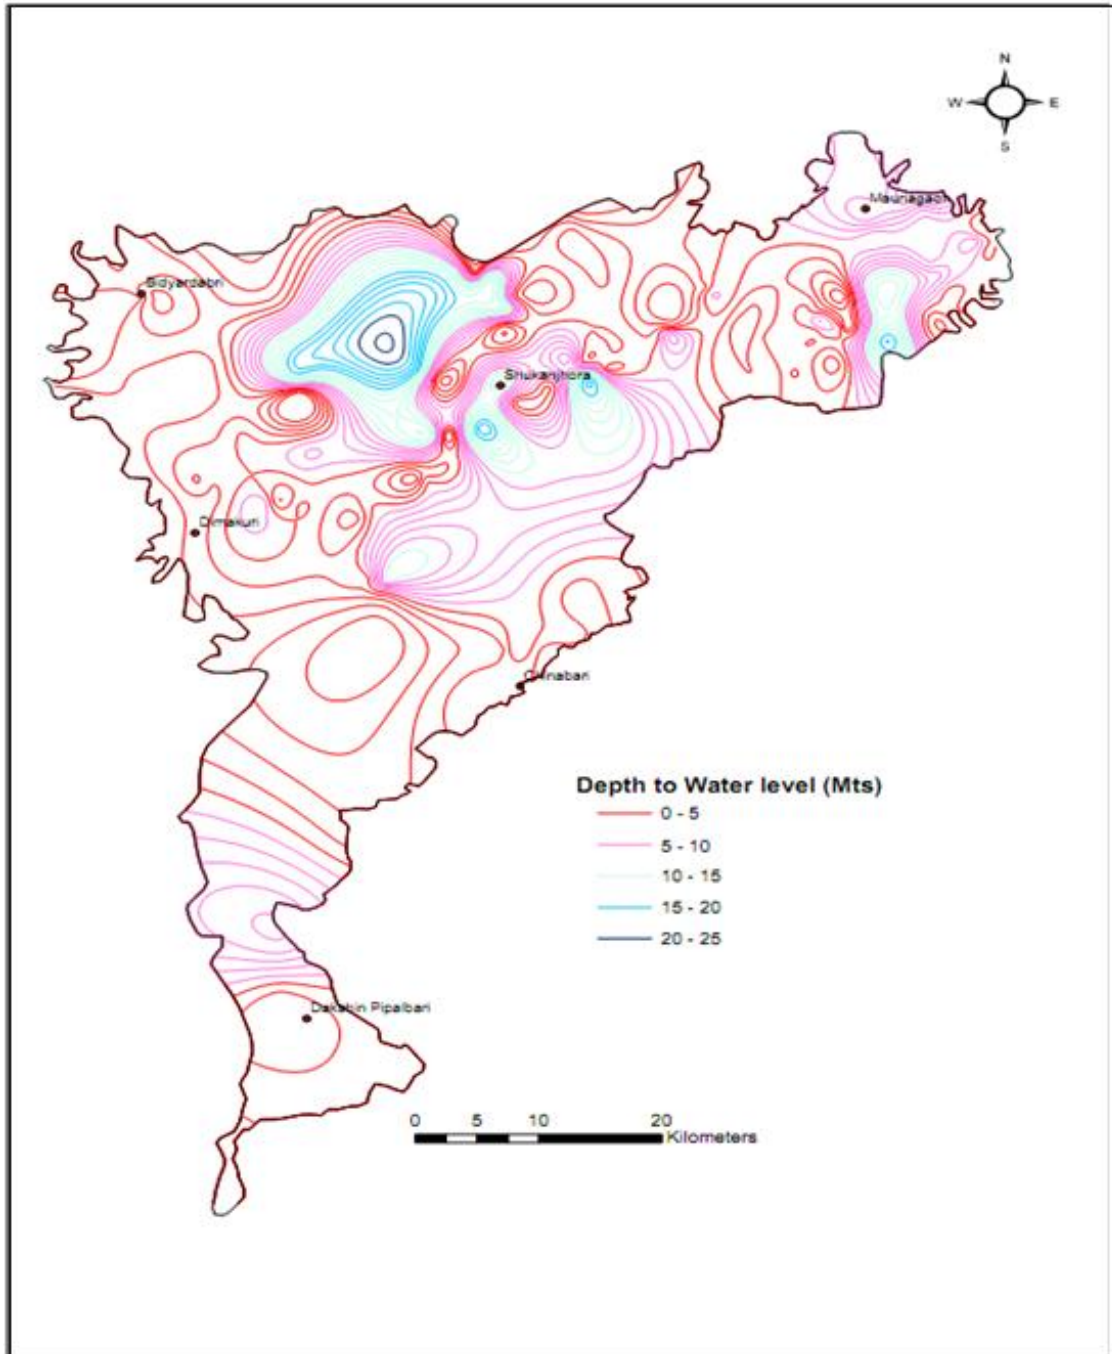 N
W E
S
Maunagaon
Bidyardabri
Shukanjhora
Dimakuri
Dakshin Pipalbari
Depth to Water level (Mts)
0 - 5
5 - 10
10 - 15
15 - 20
20 - 25
0 5 10 20
Kilometers